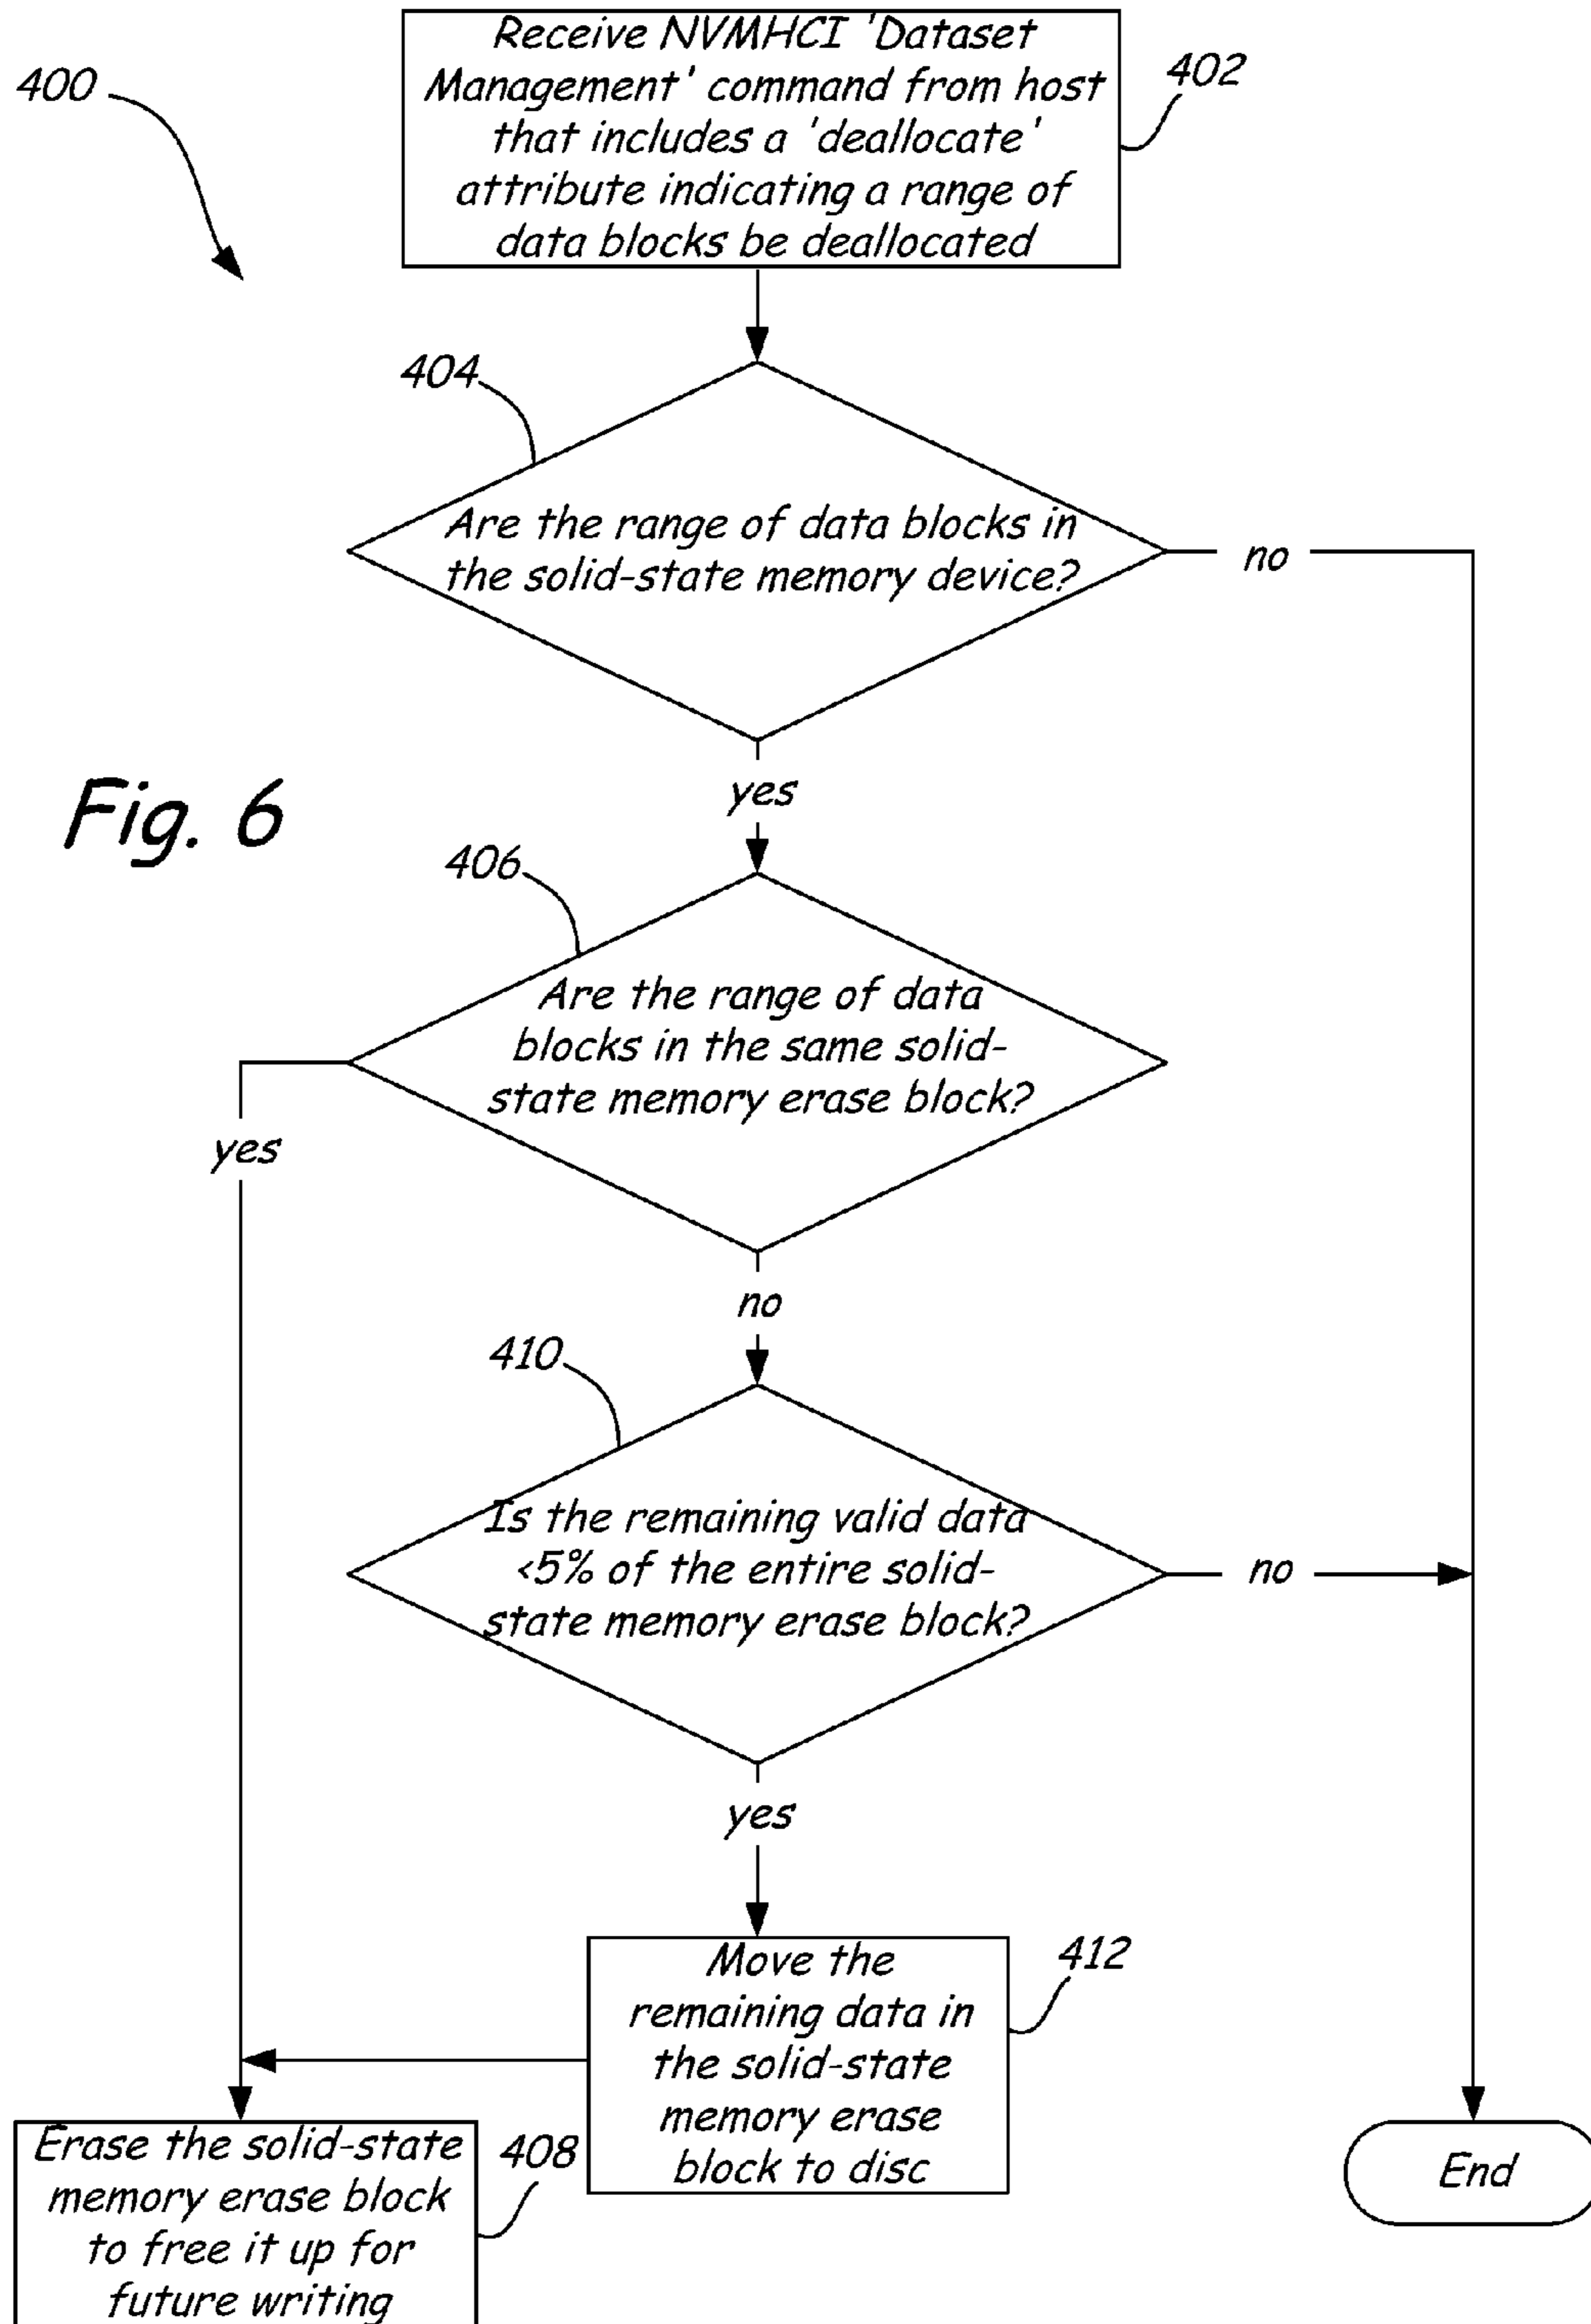 Receive NVMHCI 'Dataset
Management' command from host
that includes a 'deallocate'
attribute indicating a range of
data blocks be deallocated
402
400
404
Are the range of data blocks in
the solid-state memory device?
no
yes
Fig. 6
406
Are the range of data
blocks in the same solid-
state memory erase block?
yes
no
410
Is the remaining valid data
<5% of the entire solid-
state memory erase block?
no
yes
Move the
remaining data in
the solid-state
memory erase
block to disc
412
Erase the solid-state
memory erase block
to free it up for
future writing
408
End